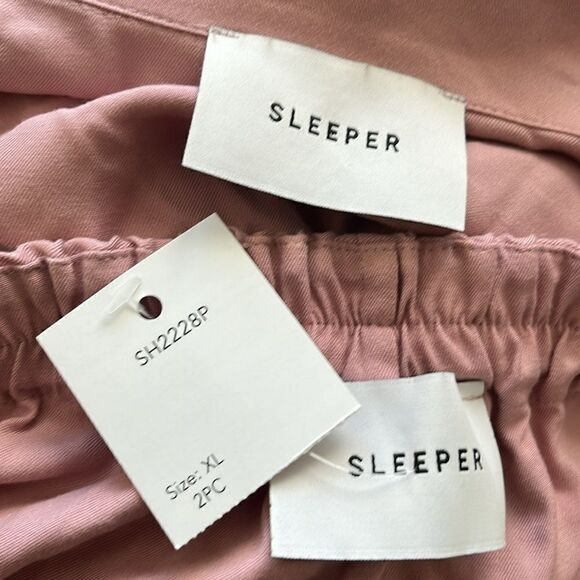 SLEEPER
SH2228P
Size: XL
2PC
SLEEPER